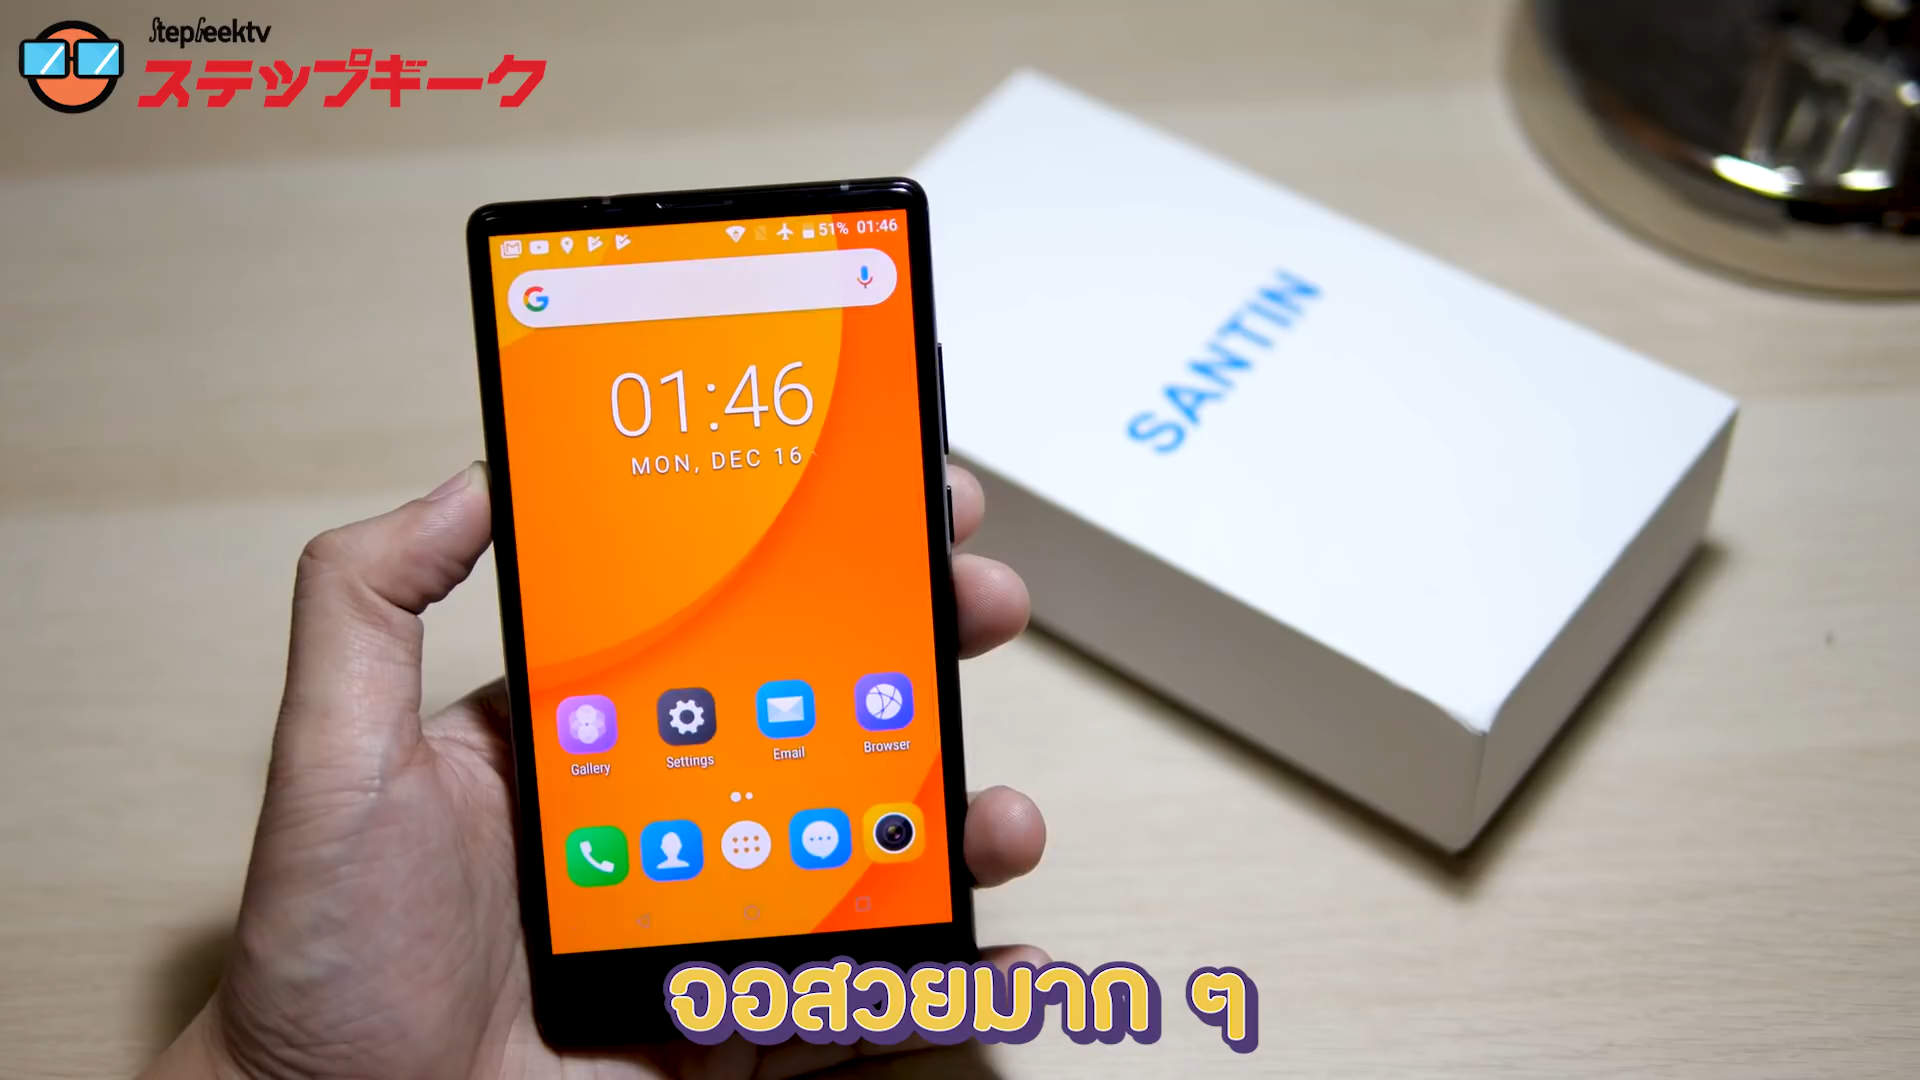 StepGeektv
ステップギーク
51% 01:46
01:46
MON, DEC 16
SANTIN
Gallery
Settings
Email
Browser
จอสวยมาก ๆ